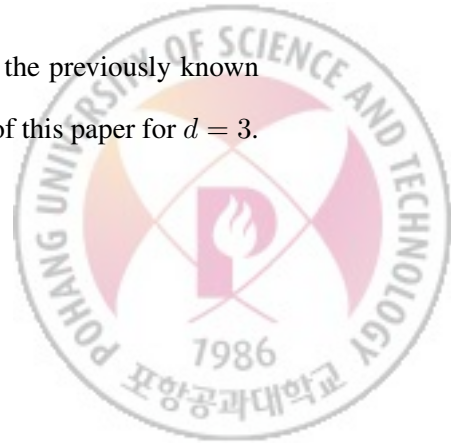 the previously known
of this paper for d = 3.
POHANG UNIVERSITY OF SCIENCE AND TECHNOLOGY
1986
포항공과대학교